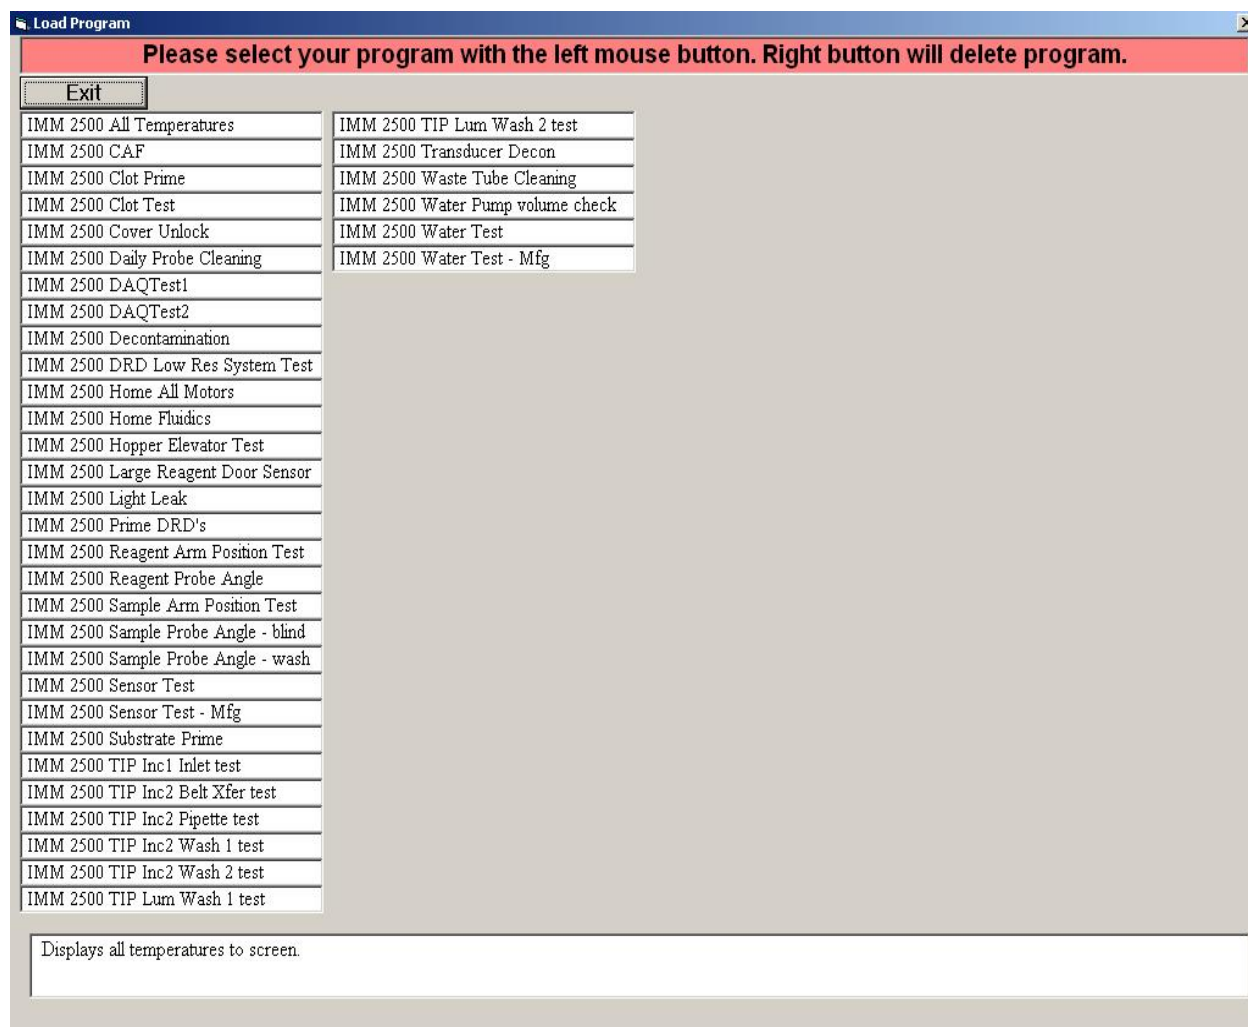 Load Program
Please select your program with the left mouse button. Right button will delete program.
Exit
IMM 2500 All Temperatures
IMM 2500 CAF
IMM 2500 Clot Prime
IMM 2500 Clot Test
IMM 2500 Cover Unlock
IMM 2500 Daily Probe Cleaning
IMM 2500 DAQTest1
IMM 2500 DAQTest2
IMM 2500 Decontamination
IMM 2500 DRD Low Res System Test
IMM 2500 Home All Motors
IMM 2500 Home Fluidics
IMM 2500 Hopper Elevator Test
IMM 2500 Large Reagent Door Sensor
IMM 2500 Light Leak
IMM 2500 Prime DRD's
IMM 2500 Reagent Arm Position Test
IMM 2500 Reagent Probe Angle
IMM 2500 Sample Arm Position Test
IMM 2500 Sample Probe Angle - blind
IMM 2500 Sample Probe Angle - wash
IMM 2500 Sensor Test
IMM 2500 Sensor Test - Mfg
IMM 2500 Substrate Prime
IMM 2500 TIP Inc1 Inlet test
IMM 2500 TIP Inc2 Belt Xfer test
IMM 2500 TIP Inc2 Pipette test
IMM 2500 TIP Inc2 Wash 1 test
IMM 2500 TIP Inc2 Wash 2 test
IMM 2500 TIP Lum Wash 1 test
IMM 2500 TIP Lum Wash 2 test
IMM 2500 Transducer Decon
IMM 2500 Waste Tube Cleaning
IMM 2500 Water Pump volume check
IMM 2500 Water Test
IMM 2500 Water Test - Mfg
Displays all temperatures to screen.